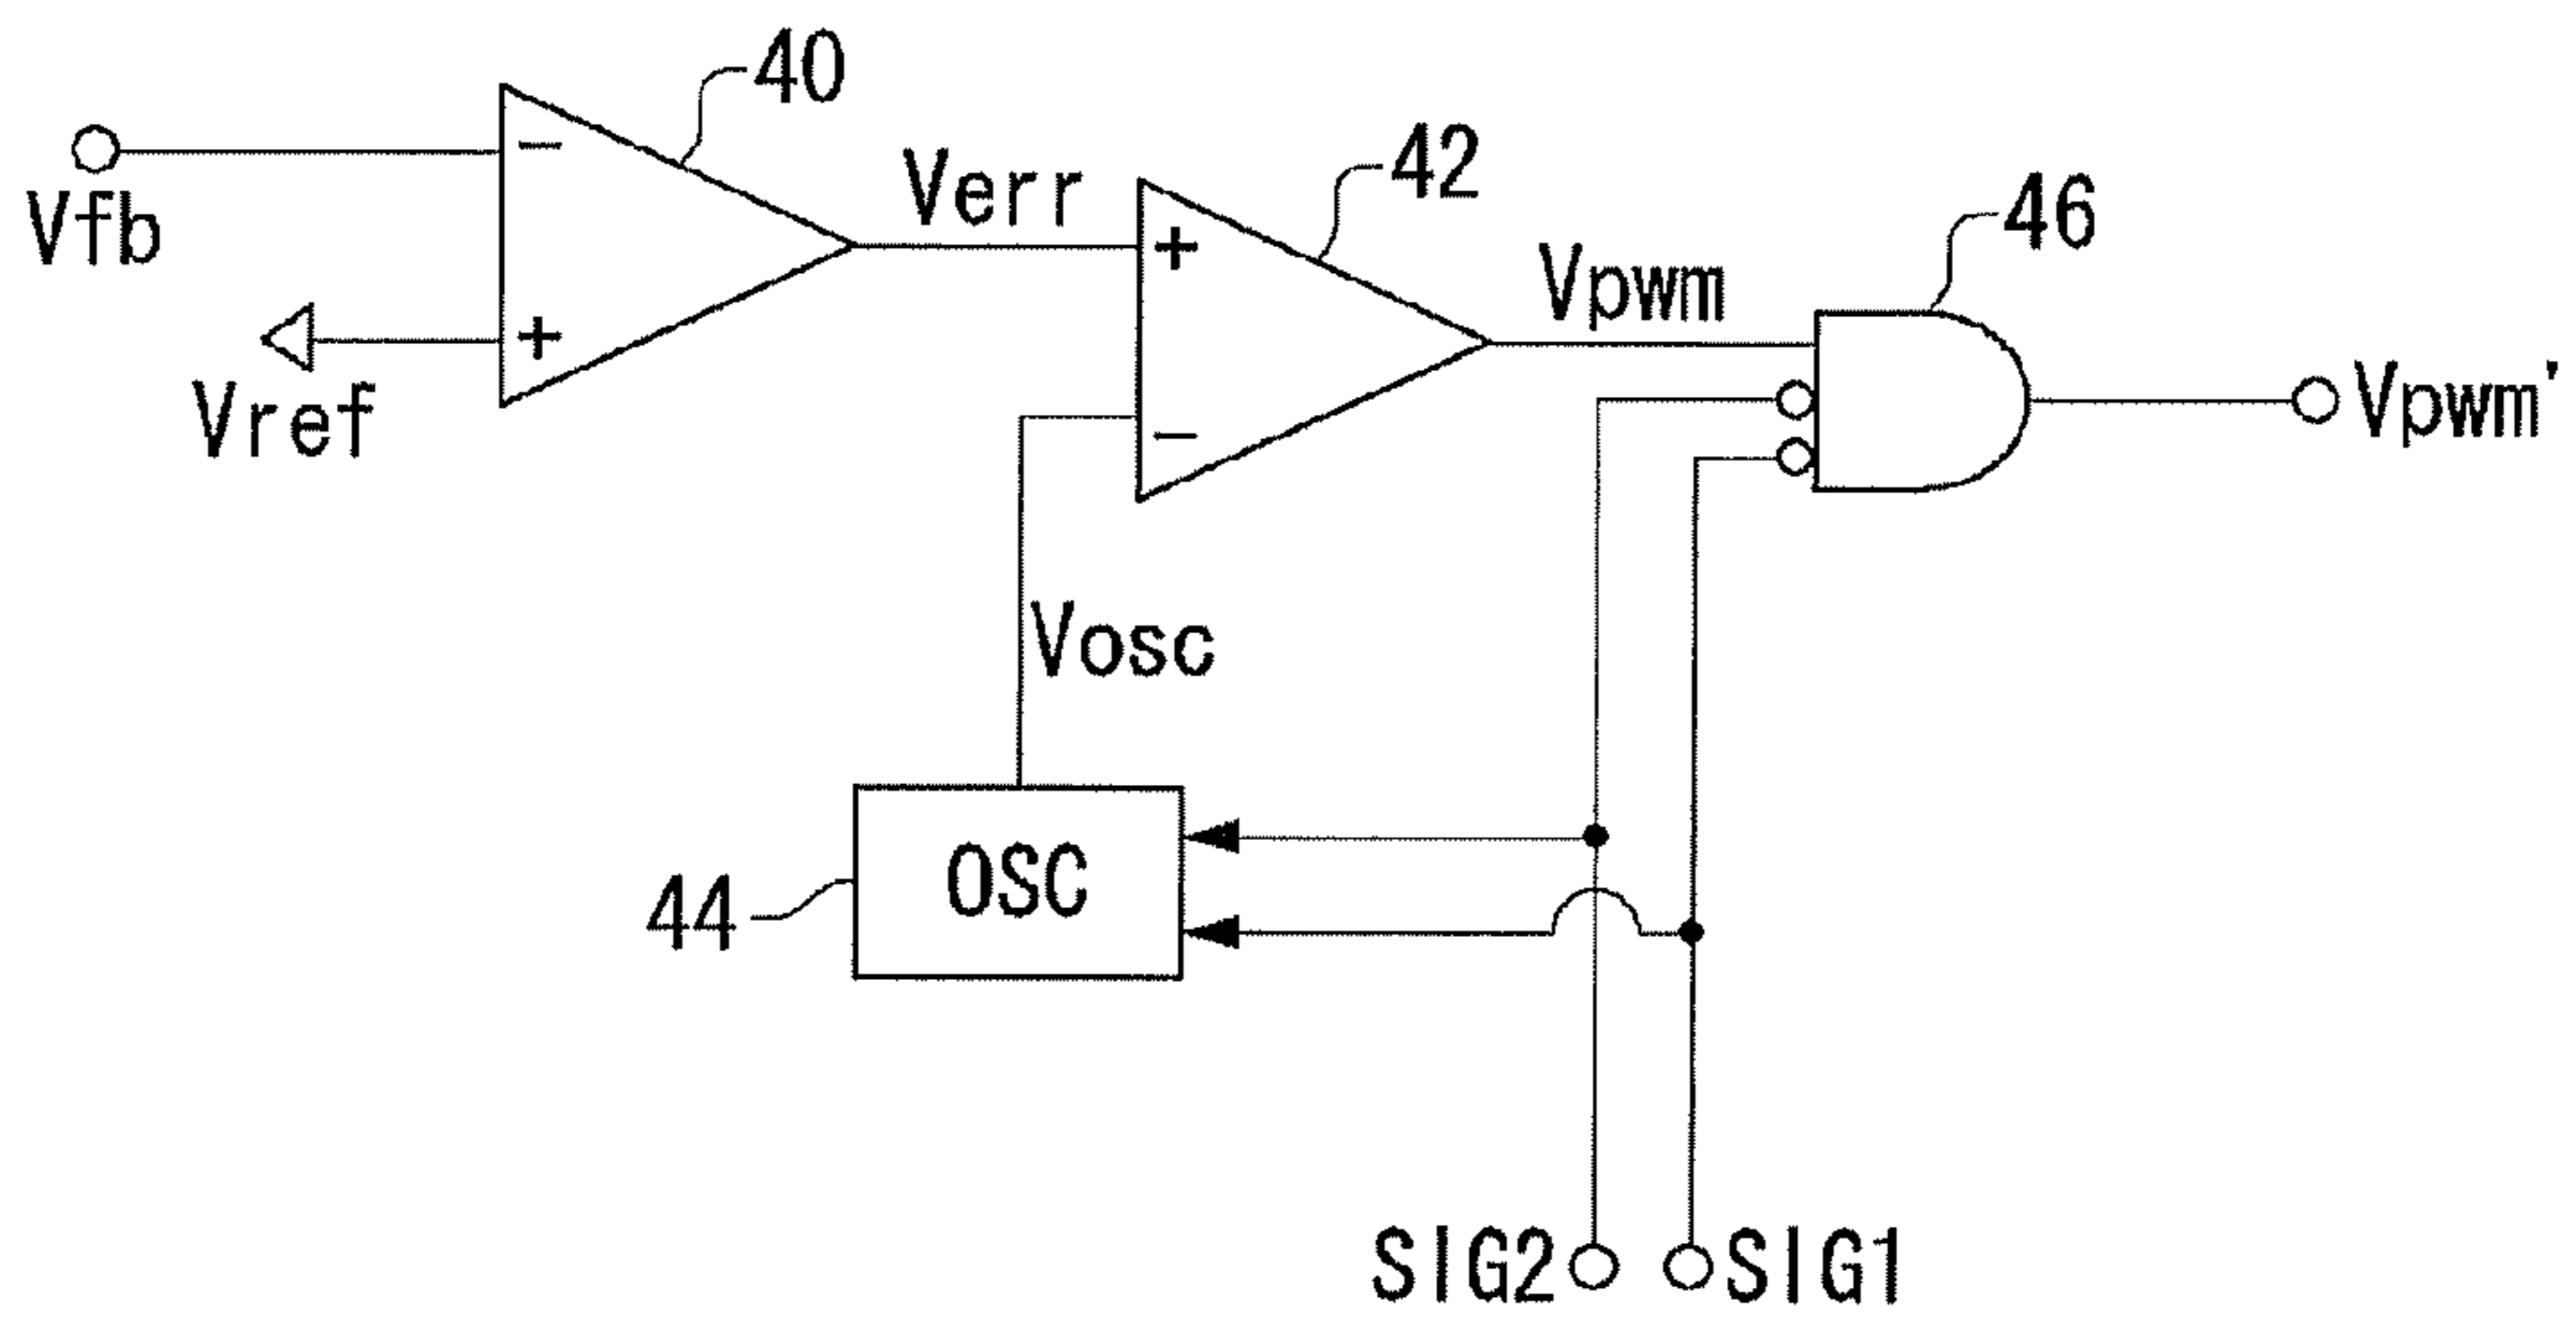 40
Vfb
−
+
Vref
Verr
42
+
−
Vpwm
46
Vpwm'
Vosc
OSC
44
SIG2
SIG1